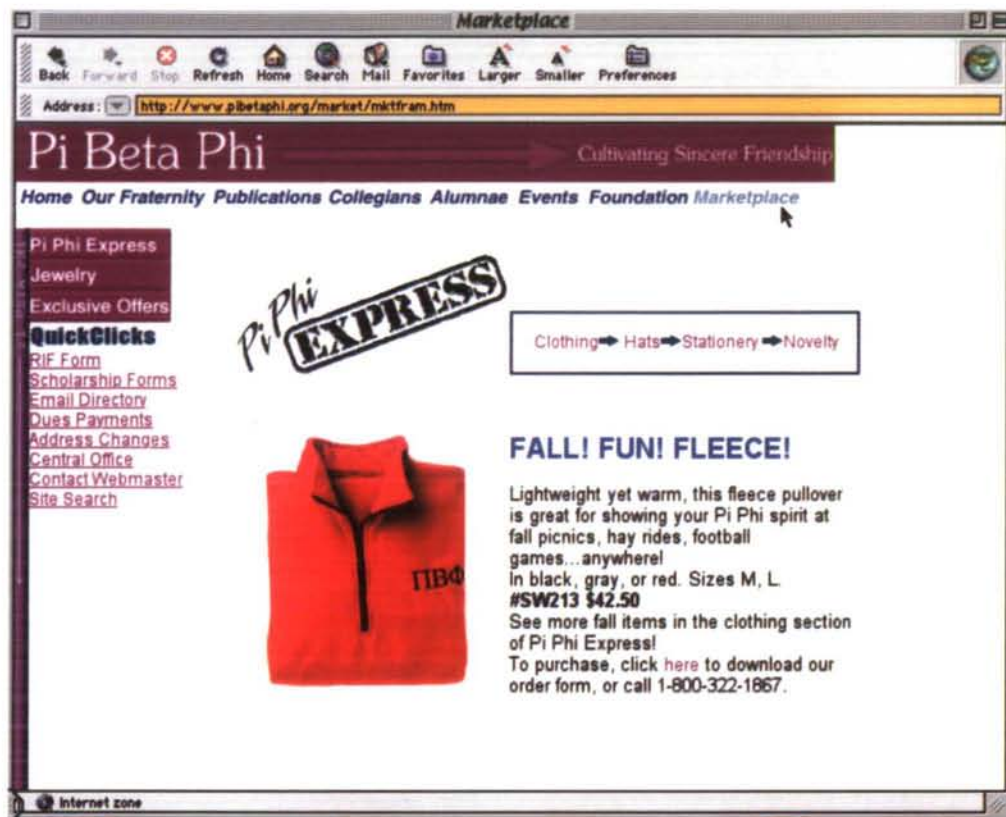 Marketplace
Back Forward Stop Refresh Home Search Mail Favorites Larger Smaller Preferences
Address: http://www.pibetaphi.org/market/mktfram.htm
Pi Beta Phi
Cultivating Sincere Friendship
Home Our Fraternity Publications Collegians Alumnae Events Foundation Marketplace
Pi Phi Express
Jewelry
Exclusive Offers
QuickClicks
RIF Form
Scholarship Forms
Email Directory
Dues Payments
Address Changes
Central Office
Contact Webmaster
Site Search
Pi Phi
EXPRESS
Clothing Hats Stationery Novelty
ΠΒΦ
FALL! FUN! FLEECE!
Lightweight yet warm, this fleece pullover
is great for showing your Pi Phi spirit at
fall picnics, hay rides, football
games...anywhere!
In black, gray, or red. Sizes M, L.
#SW213 $42.50
See more fall items in the clothing section
of Pi Phi Express!
To purchase, click here to download our
order form, or call 1-800-322-1867.
Internet zone